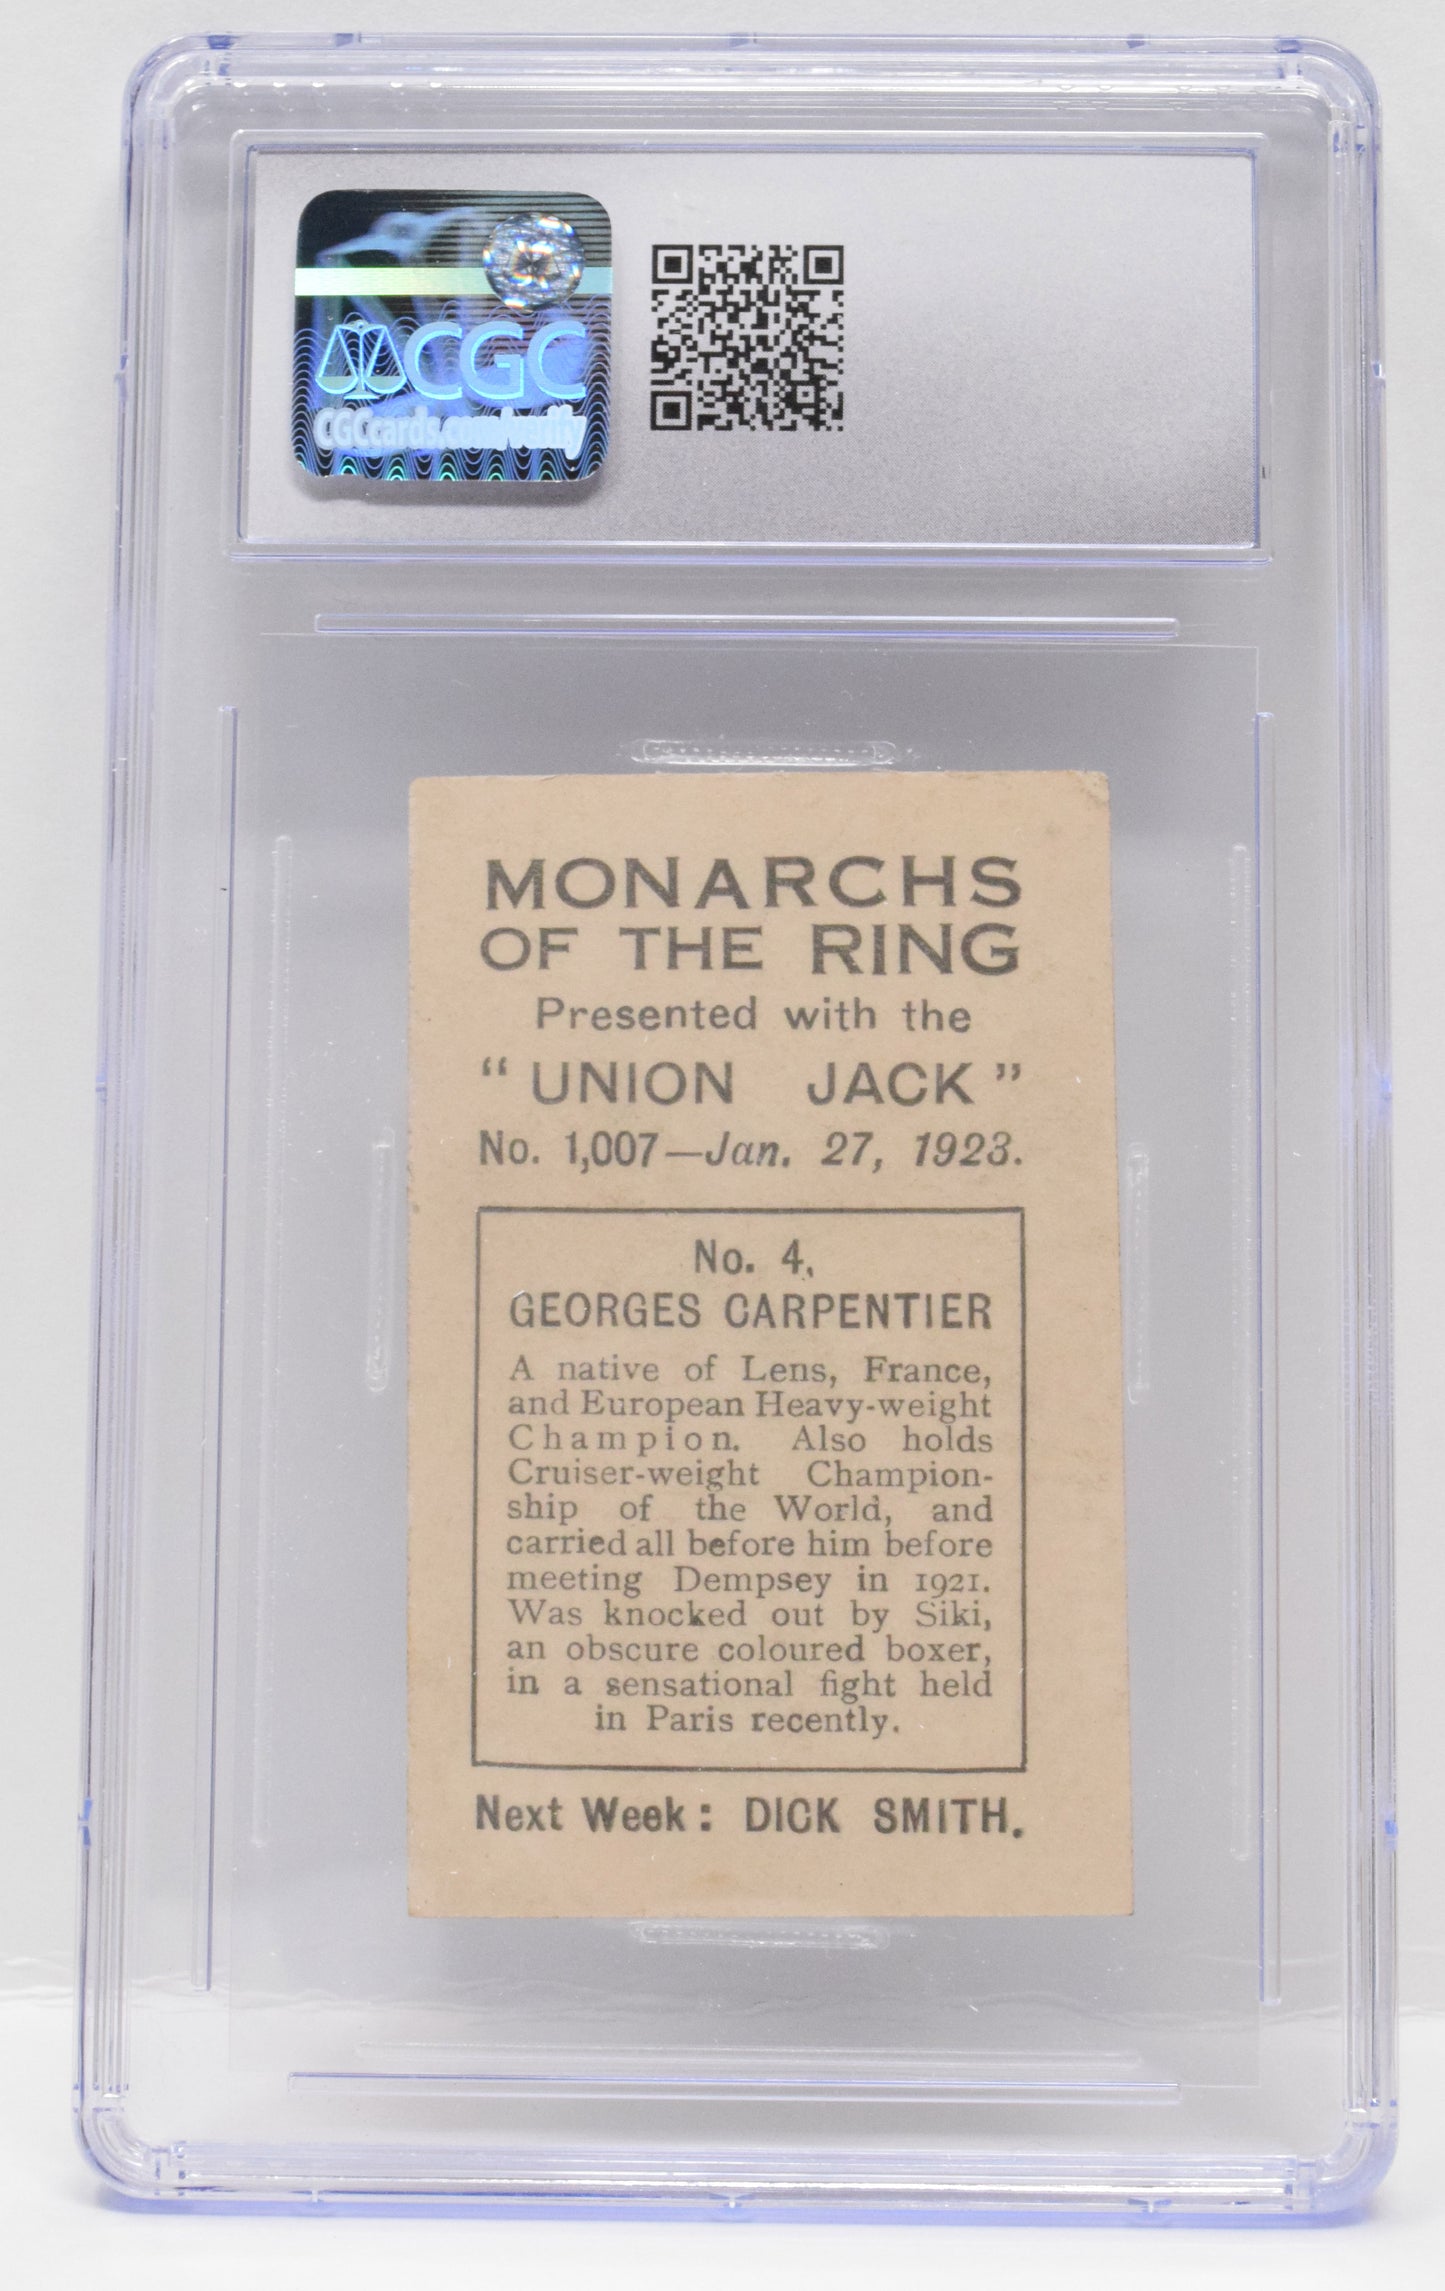 CGC
CGCcards.com/verify
MONARCHS
OF THE RING
Presented with the
"UNION JACK"
No. 1,007—Jan. 27, 1923.
No. 4,
GEORGES CARPENTIER
A native of Lens, France,
and European Heavy-weight
Champion. Also holds
Cruiser-weight Champion-
ship of the World, and
carried all before him before
meeting Dempsey in 1921.
Was knocked out by Siki,
an obscure coloured boxer,
in a sensational fight held
in Paris recently.
Next Week: DICK SMITH.